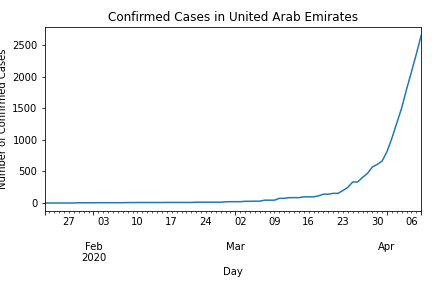 Confirmed Cases in United Arab Emirates
Number of Confirmed Cases
2500
2000
1500
1000
500
0
27 03 10 17 24 02 09 16 23 30 06
Feb Mar Apr
2020
Day